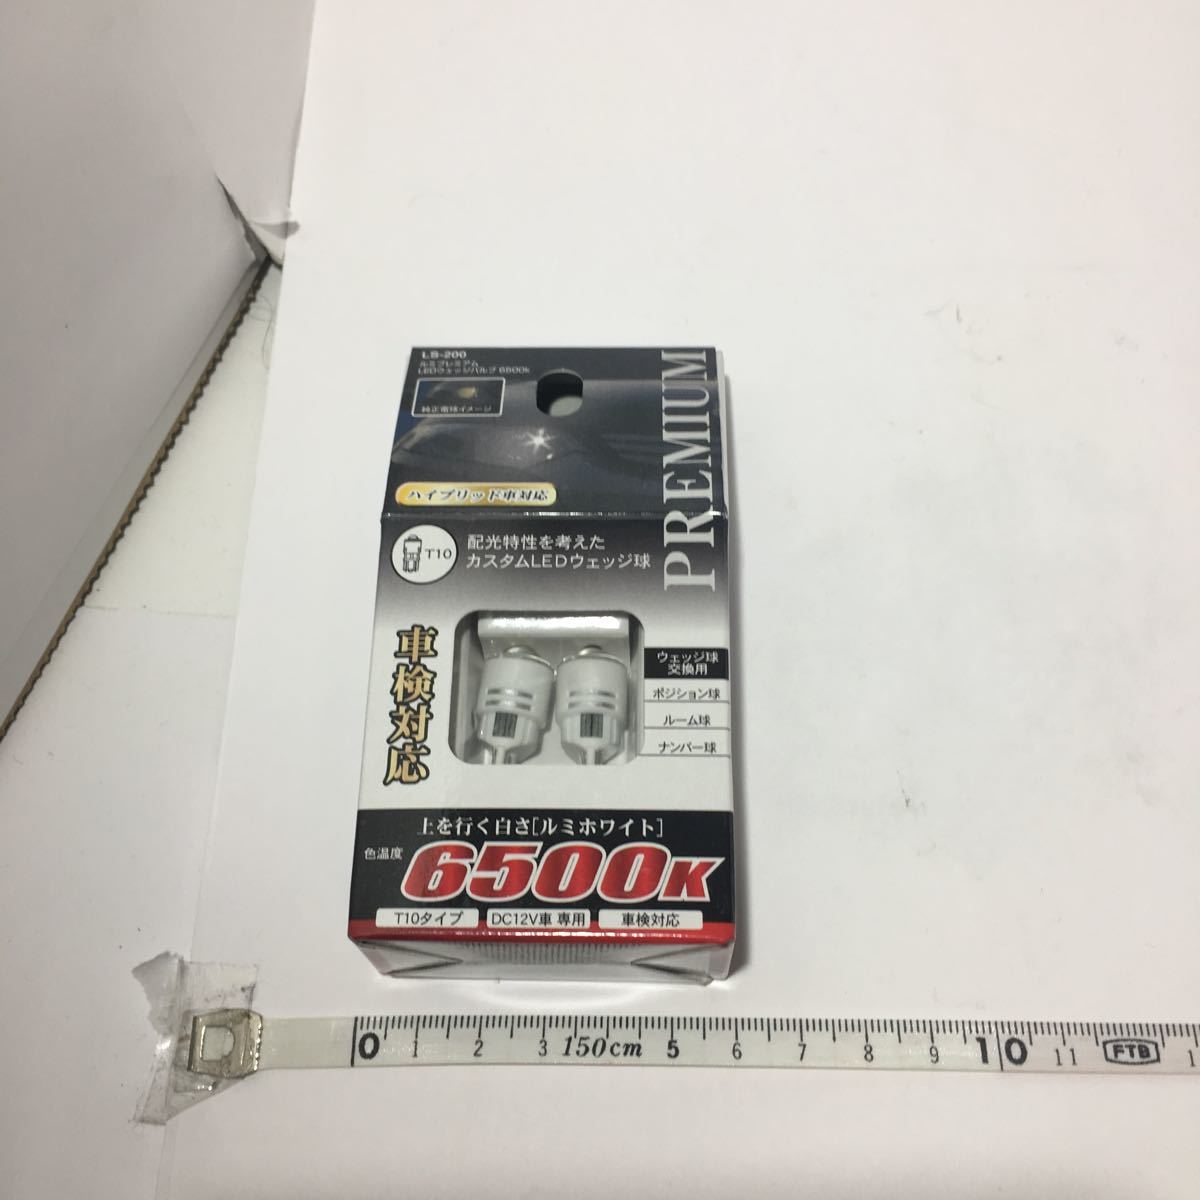 LS-200
ルミプレミアム
LEDウェッジバルブ 6500k
純正電球イメージ
PREMIUM
ハイブリッド車対応
T10
配光特性を考えた
カスタムLEDウェッジ球
車検対応
ウェッジ球
交換用
ポジション球
ルーム球
ナンバー球
上を行く白さ[ルミホワイト]
色温度
6500K
T10タイプ
DC12V車 専用
車検対応
0 1 2 3 150cm 5 6 7 8 9 10 11 FTB